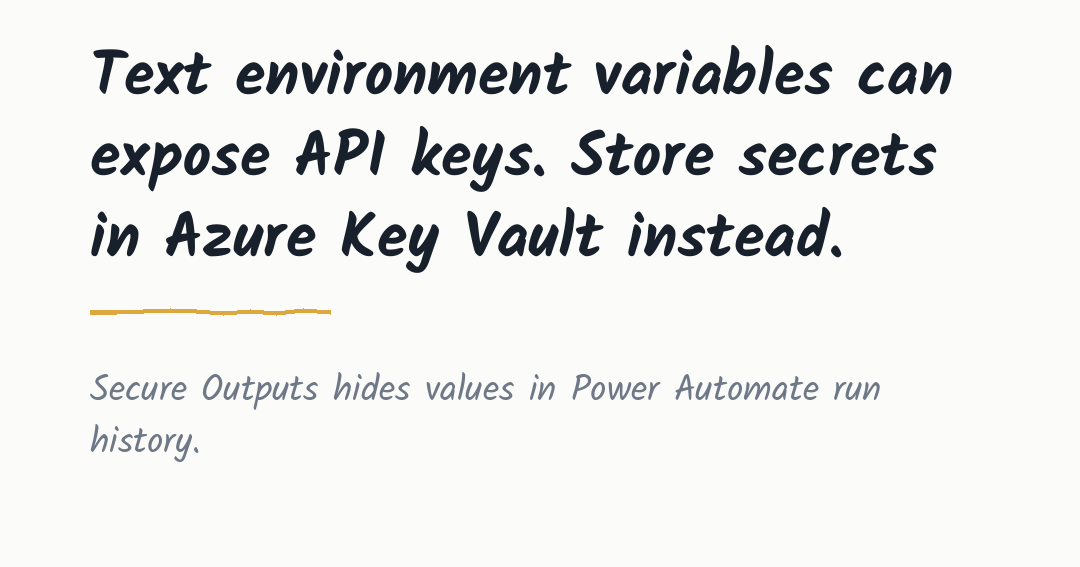 Text environment variables can
expose API keys. Store secrets
in Azure Key Vault instead.
Secure Outputs hides values in Power Automate run
history.